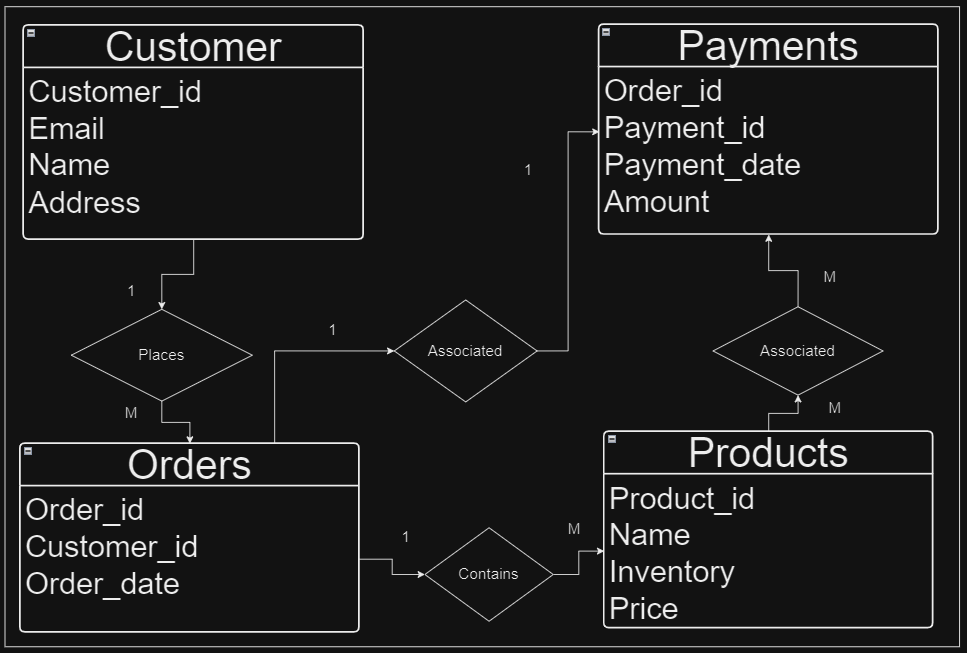 Customer
Customer_id
Email
Name
Address
Payments
Order_id
Payment_id
Payment_date
Amount
1
1
1
Places
Associated
Associated
M
M
M
Orders
Order_id
Customer_id
Order_date
1
Contains
M
Products
Product_id
Name
Inventory
Price